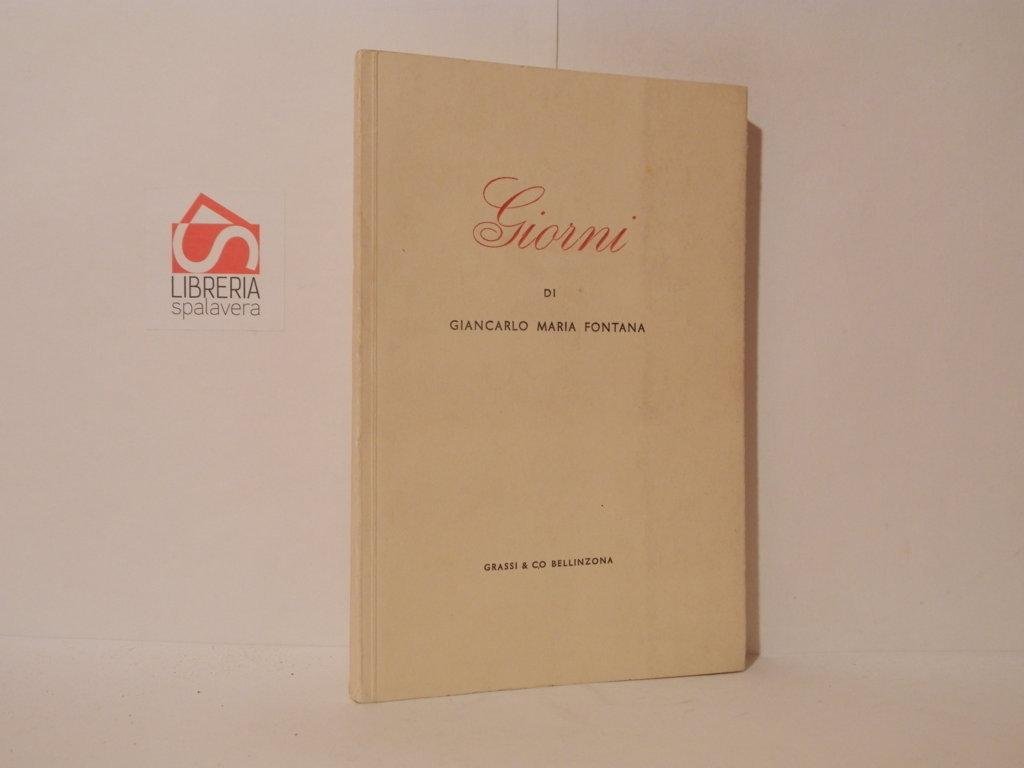 Giorni
DI
GIANCARLO MARIA FONTANA
GRASSI & CO BELLINZONA
LIBRERIA
spalavera